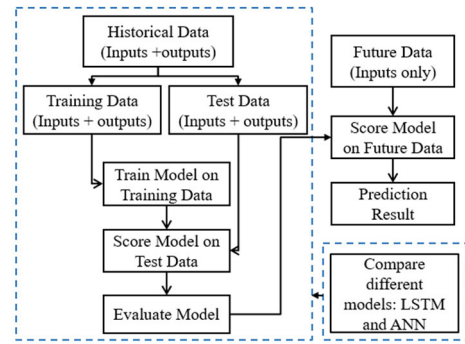 Historical Data
(Inputs +outputs)
Training Data
(Inputs + outputs)
Test Data
(Inputs + outputs)
Train Model on
Training Data
Score Model on
Test Data
Evaluate Model
Future Data
(Inputs only)
Score Model
on Future Data
Prediction
Result
Compare
different
models: LSTM
and ANN